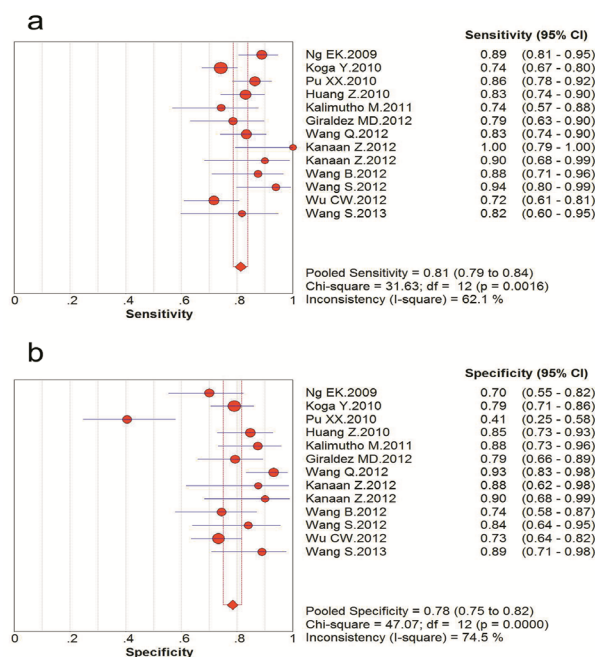 a
Sensitivity (95% CI)
Ng EK.2009 0.89 (0.81 - 0.95)
Koga Y.2010 0.74 (0.67 - 0.80)
Pu XX.2010 0.86 (0.78 - 0.92)
Huang Z.2010 0.83 (0.74 - 0.90)
Kalimutho M.2011 0.74 (0.57 - 0.88)
Giraldez MD.2012 0.79 (0.63 - 0.90)
Wang Q.2012 0.83 (0.74 - 0.90)
Kanaan Z.2012 1.00 (0.79 - 1.00)
Kanaan Z.2012 0.90 (0.68 - 0.99)
Wang B.2012 0.88 (0.71 - 0.96)
Wang S.2012 0.94 (0.80 - 0.99)
Wu CW.2012 0.72 (0.61 - 0.81)
Wang S.2013 0.82 (0.60 - 0.95)
Pooled Sensitivity = 0.81 (0.79 to 0.84)
Chi-square = 31.63; df = 12 (p = 0.0016)
Inconsistency (I-square) = 62.1 %
0 .2 .4 .6 .8 1
Sensitivity
b
Specificity (95% CI)
Ng EK.2009 0.70 (0.55 - 0.82)
Koga Y.2010 0.79 (0.71 - 0.86)
Pu XX.2010 0.41 (0.25 - 0.58)
Huang Z.2010 0.85 (0.73 - 0.93)
Kalimutho M.2011 0.88 (0.73 - 0.96)
Giraldez MD.2012 0.79 (0.66 - 0.89)
Wang Q.2012 0.93 (0.83 - 0.98)
Kanaan Z.2012 0.88 (0.62 - 0.98)
Kanaan Z.2012 0.90 (0.68 - 0.99)
Wang B.2012 0.74 (0.58 - 0.87)
Wang S.2012 0.84 (0.64 - 0.95)
Wu CW.2012 0.73 (0.64 - 0.82)
Wang S.2013 0.89 (0.71 - 0.98)
Pooled Specificity = 0.78 (0.75 to 0.82)
Chi-square = 47.07; df = 12 (p = 0.0000)
Inconsistency (I-square) = 74.5 %
0 .2 .4 .6 .8 1
Specificity